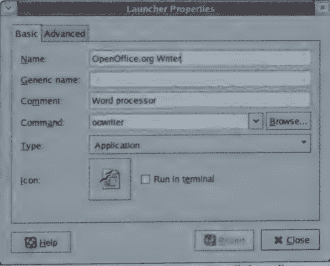 Launcher Properties
Basic Advanced
Name: OpenOffice.org Writer
Generic name:
Comment: Word processor
Command: oowriter Browse...
Type: Application
Icon: Run in terminal
Help Revert Close